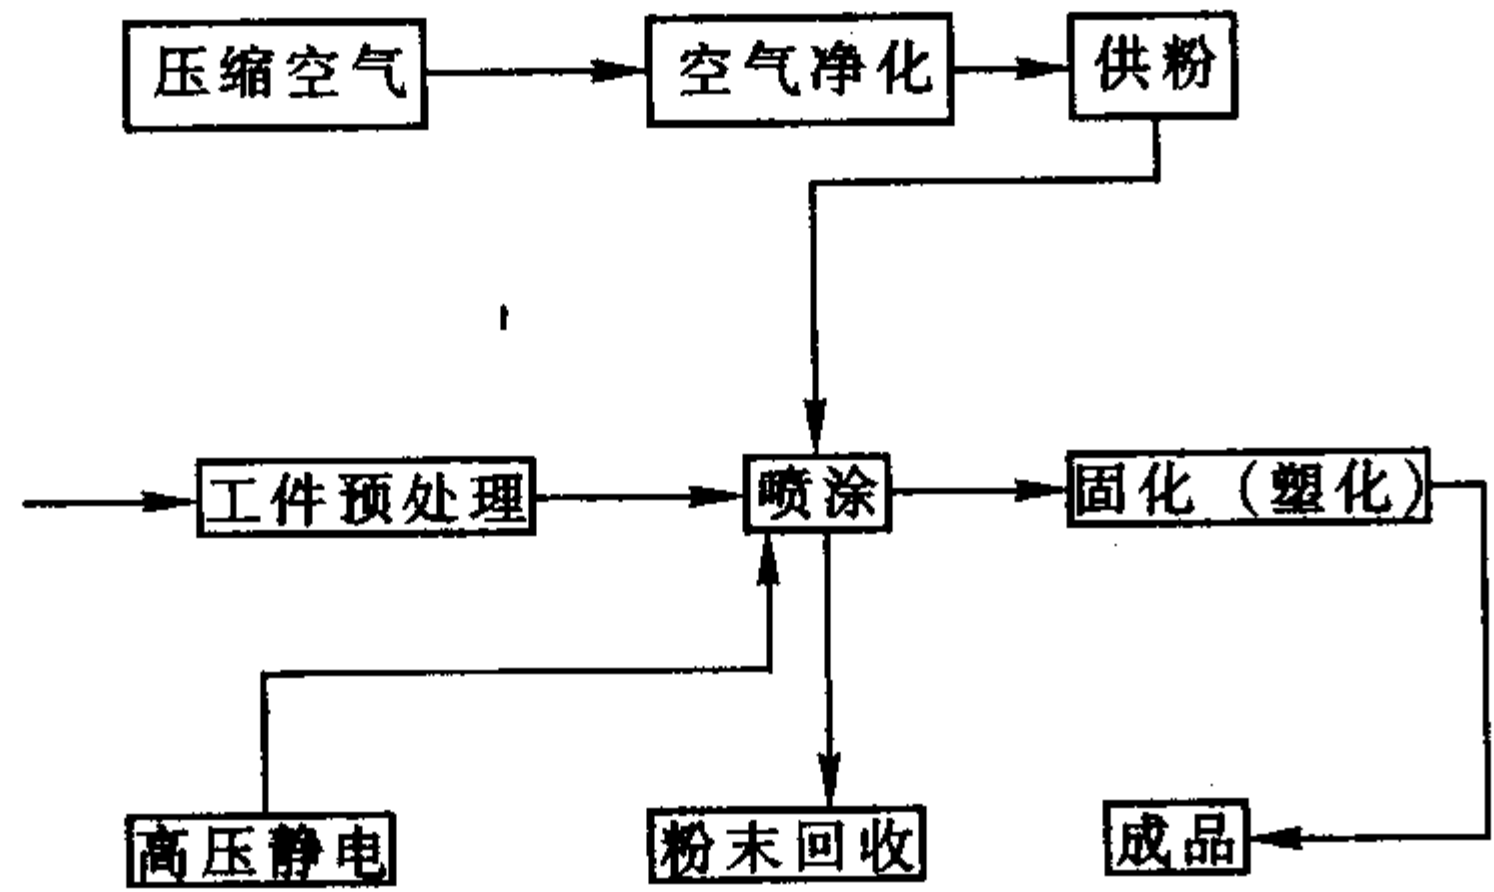 压缩空气
空气净化
供粉
工件预处理
喷涂
固化（塑化）
高压静电
粉末回收
成品